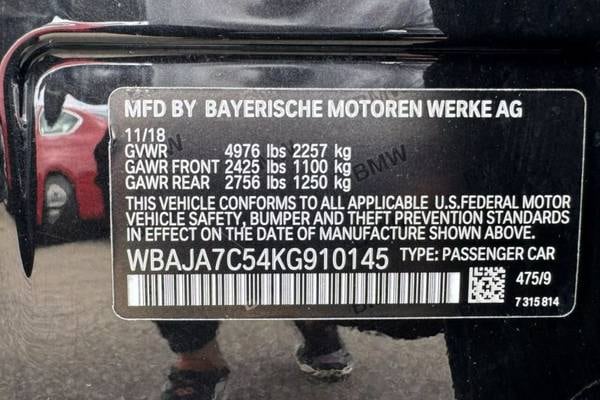 MFD BY BAYERISCHE MOTOREN WERKE AG
11/18
GVWR 4976 lbs 2257 kg
GAWR FRONT 2425 lbs 1100 kg
GAWR REAR 2756 lbs 1250 kg
THIS VEHICLE CONFORMS TO ALL APPLICABLE U.S.FEDERAL MOTOR
VEHICLE SAFETY, BUMPER AND THEFT PREVENTION STANDARDS
IN EFFECT ON THE DATE OF MANUFACTURE SHOWN ABOVE.
WBAJA7C54KG910145 TYPE: PASSENGER CAR
475/9
7 315 814
BMW